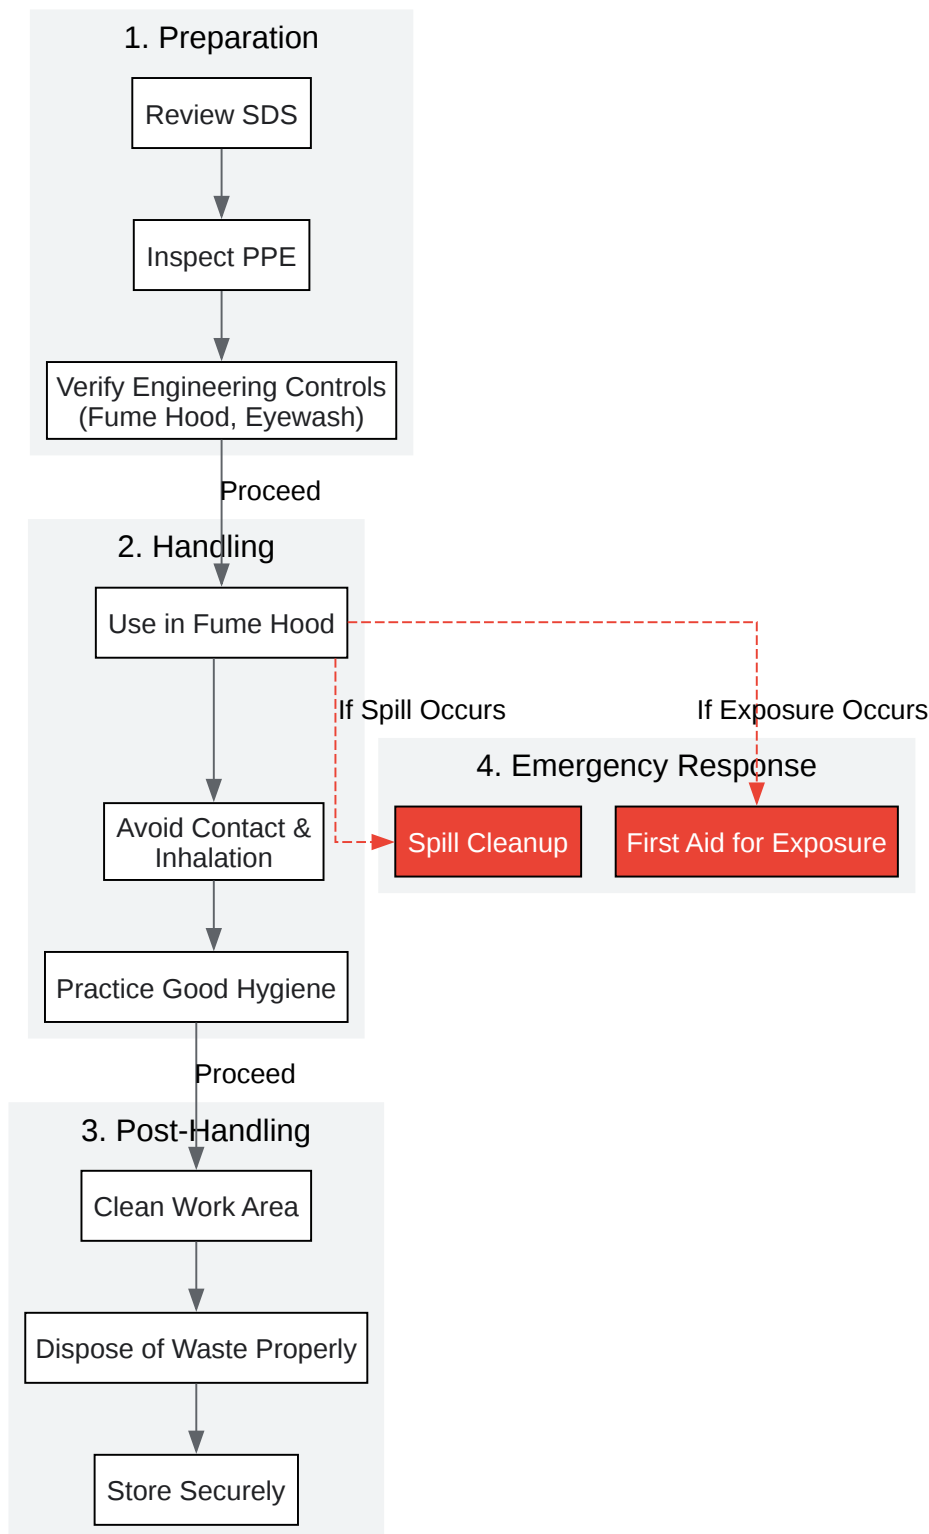 1. Preparation
Review SDS
Inspect PPE
Verify Engineering Controls
(Fume Hood, Eyewash)
Proceed
2. Handling
Use in Fume Hood
If Spill Occurs
If Exposure Occurs
4. Emergency Response
Avoid Contact &
Inhalation
Spill Cleanup
First Aid for Exposure
Practice Good Hygiene
Proceed
3. Post-Handling
Clean Work Area
Dispose of Waste Properly
Store Securely